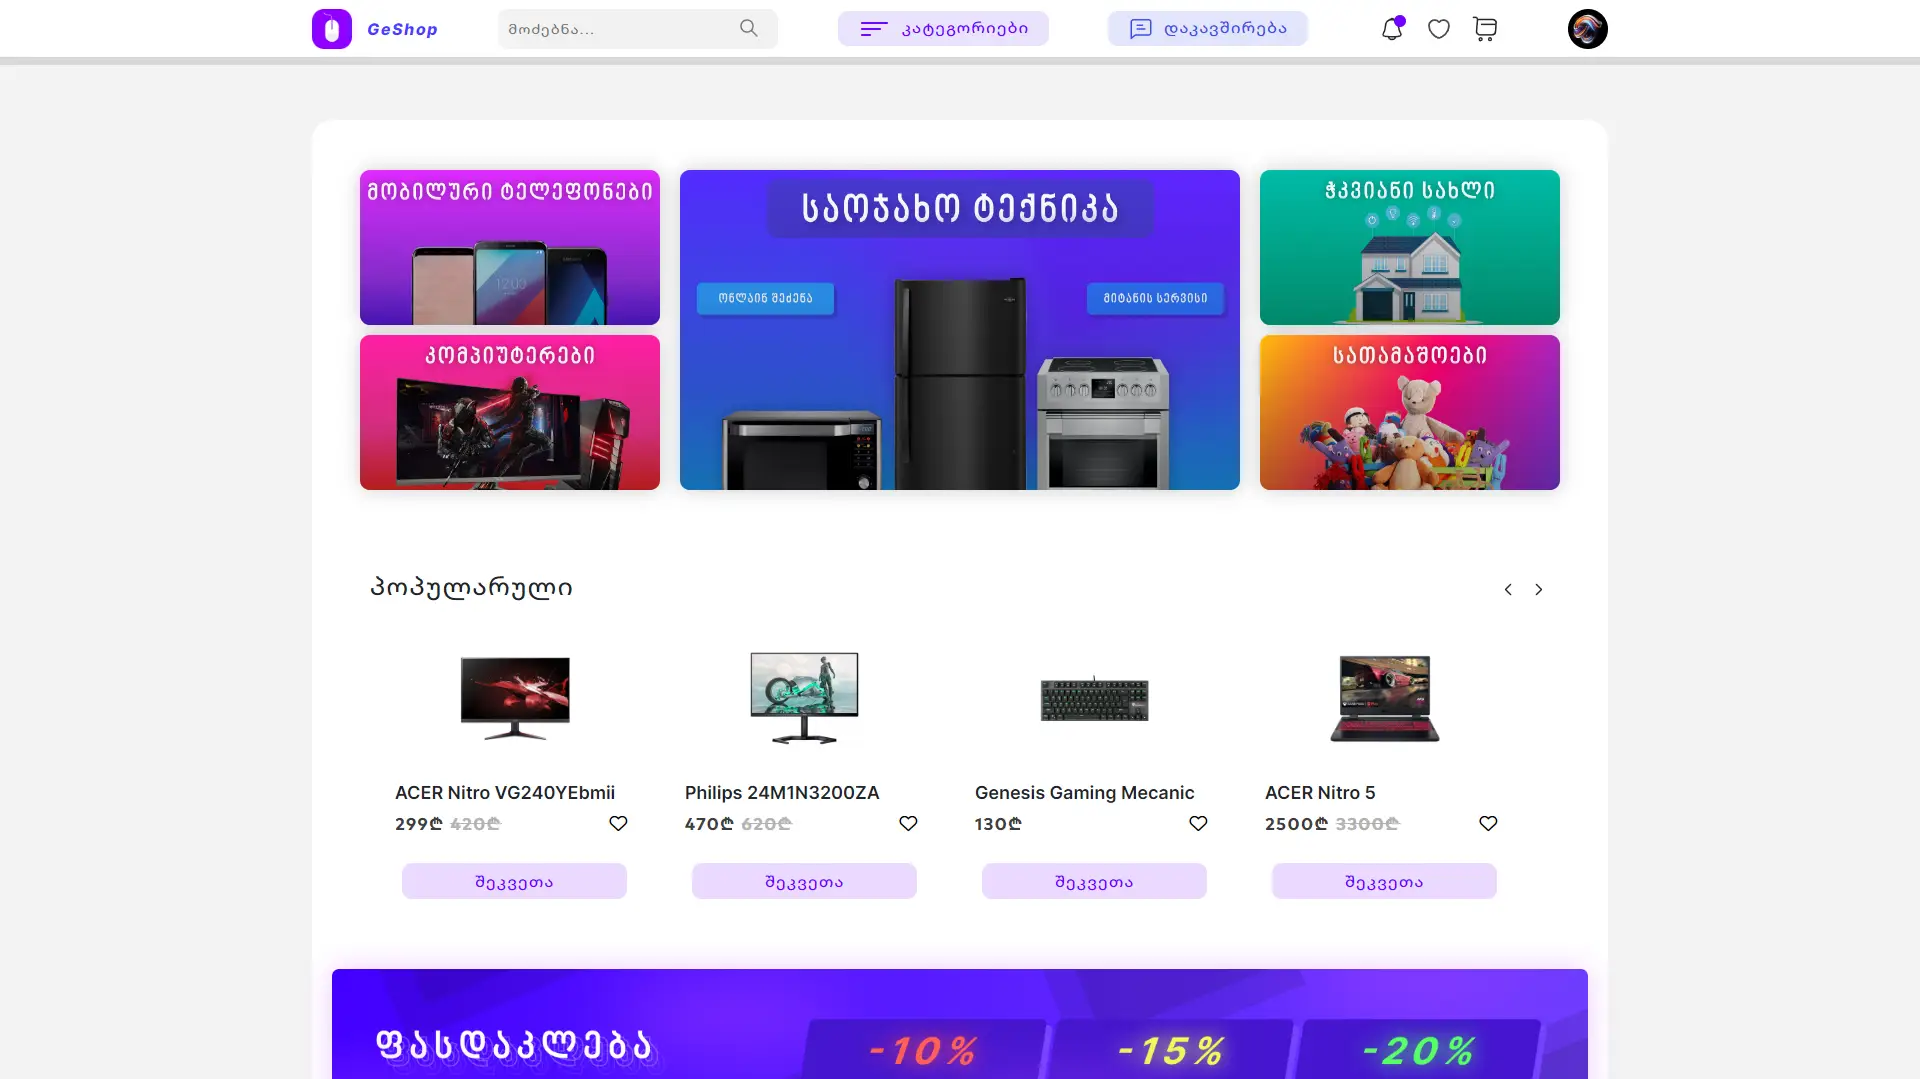 GeShop
მოძებნა...
კატეგორიები
დაკავშირება
მობილური ტელეფონები
კომპიუტერები
საოჯახო ტექნიკა
ონლაინ შეძენა
მიტანის სერვისი
ჭკვიანი სახლი
სათამაშოები
პოპულარული
ACER Nitro VG240YEbmii
299₾ 420₾
შეკვეთა
Philips 24M1N3200ZA
470₾ 620₾
შეკვეთა
Genesis Gaming Mecanic
130₾
შეკვეთა
ACER Nitro 5
2500₾ 3300₾
შეკვეთა
ფასდაკლება
-10%
-15%
-20%